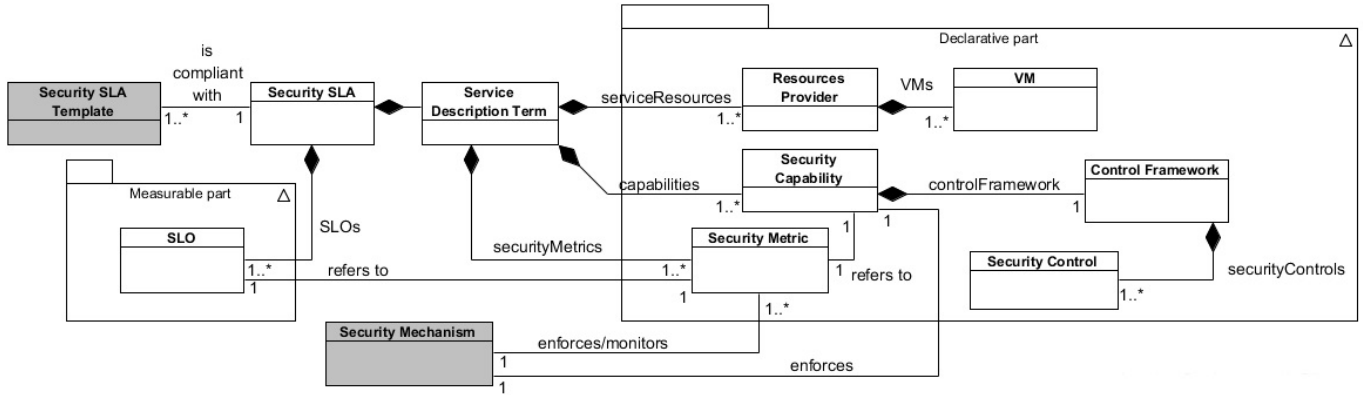 Declarative part
is
compliant
with
Security SLA
Template
1..*
1
Security SLA
Service
Description Term
serviceResources
1..*
Resources
Provider
VMs
1..*
VM
Measurable part
SLOs
capabilities
1..*
Security
Capability
controlFramework
1
1
1
Control Framework
SLO
1..*
1
securityMetrics
1..*
refers to
1
Security Metric
1
refers to
1..*
Security Control
1..*
securityControls
Security Mechanism
enforces/monitors
1
enforces
1